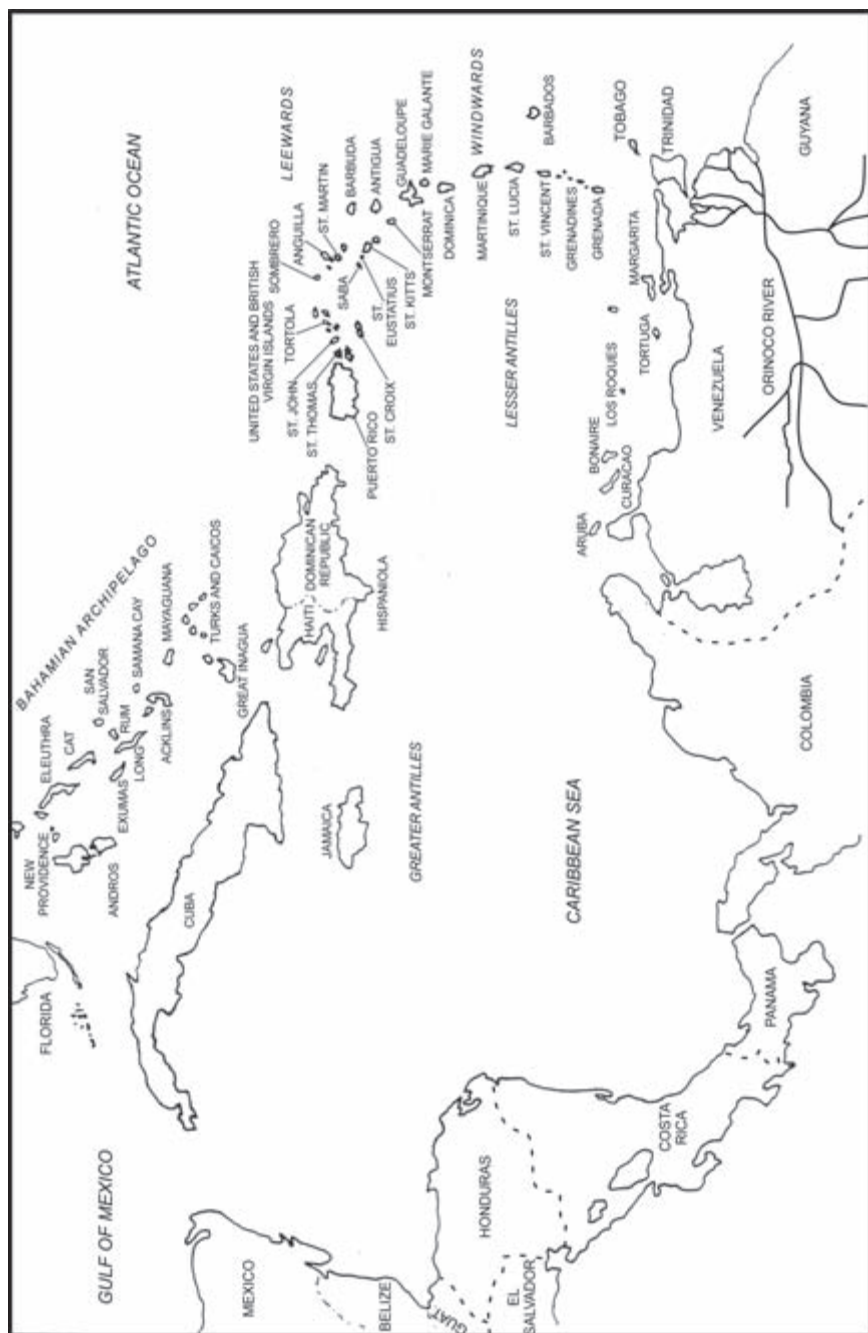 ATLANTIC OCEAN
GULF OF MEXICO
FLORIDA
BAHAMIAN ARCHIPELAGO
NEW
PROVIDENCE
ELEUTHRA
CAT
ANDROS
EXUMAS
SAN
SALVADOR
RUM
LONG
SAMANA CAY
ACKLINS
MAYAGUANA
TURKS AND CAICOS
GREAT INAGUA
CUBA
JAMAICA
HAITI
DOMINICAN
REPUBLIC
HISPANIOLA
GREATER ANTILLES
PUERTO RICO
UNITED STATES AND BRITISH
VIRGIN ISLANDS
TORTOLA
ST. JOHN
ST. THOMAS
ST. CROIX
SOMBRERO
ANGUILLA
ST. MARTIN
SABA
ST.
EUSTATIUS
ST. KITTS
LEEWARDS
BARBUDA
ANTIGUA
MONTSERRAT
GUADELOUPE
MARIE GALANTE
DOMINICA
WINDWARDS
MARTINIQUE
ST. LUCIA
BARBADOS
ST. VINCENT
GRENADINES
GRENADA
LESSER ANTILLES
TOBAGO
TRINIDAD
MARGARITA
TORTUGA
LOS ROQUES
BONAIRE
CURACAO
ARUBA
CARIBBEAN SEA
MEXICO
BELIZE
GUAT.
HONDURAS
EL
SALVADOR
COSTA
RICA
PANAMA
COLOMBIA
VENEZUELA
ORINOCO RIVER
GUYANA